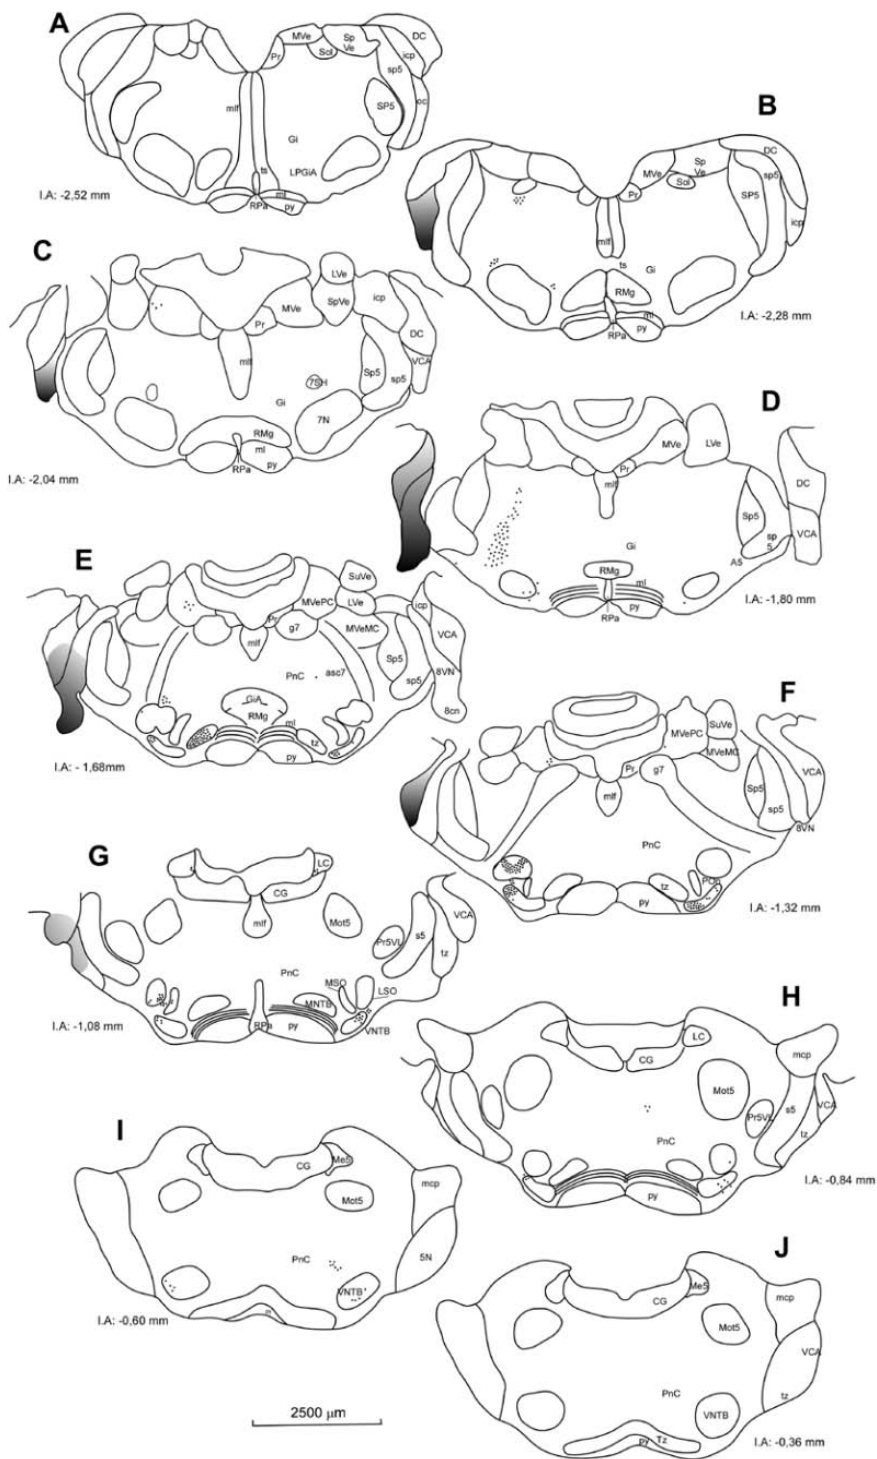 A
MVe
Sp
Ve
DC
Pr
Sol
icp
sp5
mlf
SP5
oc
Gi
ts
LPGiA
ml
RPa
py
I.A: -2,52 mm
B
DC
Sp
Ve
MVe
sp5
Sol
Pr
SP5
icp
mlf
ts
Gi
RMg
ml
py
RPa
I.A: -2,28 mm
C
LVe
SpVe
icp
MVe
Pr
DC
mlf
VCA
7SH
Sp5
sp5
Gi
7N
RMg
ml
RPa
py
I.A: -2,04 mm
D
MVe
LVe
Pr
mlf
DC
Sp5
sp
5
VCA
Gi
A5
RMg
ml
py
RPa
I.A: -1,80 mm
E
SuVe
MVePC
LVe
icp
Pr
g7
MVeMC
VCA
mlf
Sp5
8VN
PnC
asc7
sp5
GiA
8cn
RMg
ml
tz
py
I.A: - 1,68mm
F
SuVe
MVePC
MVeMC
Pr
g7
VCA
Sp5
mlf
sp5
8VN
PnC
tz
py
I.A: -1,32 mm
G
LC
CG
mlf
Mot5
VCA
s5
Pr5VL
tz
PnC
MSO
LSO
MNTB
RPa
py
VNTB
I.A: -1,08 mm
H
LC
CG
mcp
Mot5
s5
VCA
Pr5VL
tz
PnC
py
I.A: -0,84 mm
I
CG
Me5
mcp
Mot5
PnC
5N
VNTB
I.A: -0,60 mm
J
Me5
CG
mcp
Mot5
VCA
PnC
tz
VNTB
py
Tz
I.A: -0,36 mm
2500 µm